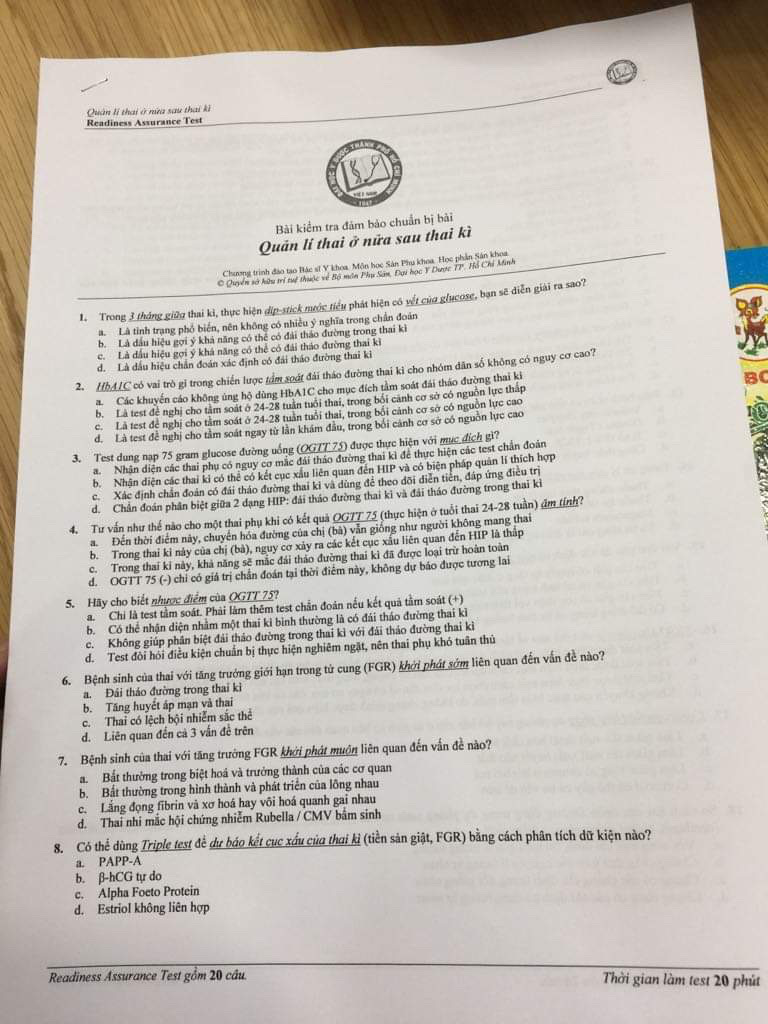 Quản lí thai ở nửa sau thai kì
Readiness Assurance Test
ĐẠI HỌC Y DƯỢC THÀNH PHỐ HỒ CHÍ MINH
VIỆT NAM
1947
Bài kiểm tra đảm bảo chuẩn bị bài
Quản lí thai ở nửa sau thai kì
Chương trình đào tạo Bác sĩ Y khoa. Môn học Sản Phụ khoa. Học phần Sản khoa.
© Quyền sở hữu trí tuệ thuộc về Bộ môn Phụ Sản, Đại học Y Dược TP. Hồ Chí Minh
1. Trong 3 tháng giữa thai kì, thực hiện dip-stick nước tiểu phát hiện có vết của glucose, bạn sẽ diễn giải ra sao?
a. Là tình trạng phổ biến, nên không có nhiều ý nghĩa trong chẩn đoán
b. Là dấu hiệu gợi ý khả năng có thể có đái tháo đường trong thai kì
c. Là dấu hiệu gợi ý khả năng có thể có đái tháo đường thai kì
d. Là dấu hiệu chẩn đoán xác định có đái tháo đường thai kì
2. HbA1C có vai trò gì trong chiến lược tầm soát đái tháo đường thai kì cho nhóm dân số không có nguy cơ cao?
a. Các khuyến cáo không ủng hộ dùng HbA1C cho mục đích tầm soát đái tháo đường thai kì
b. Là test đề nghị cho tầm soát ở 24-28 tuần tuổi thai, trong bối cảnh cơ sở có nguồn lực thấp
c. Là test đề nghị cho tầm soát ở 24-28 tuần tuổi thai, trong bối cảnh cơ sở có nguồn lực cao
d. Là test đề nghị cho tầm soát ngay từ lần khám đầu, trong bối cảnh cơ sở có nguồn lực cao
3. Test dung nạp 75 gram glucose đường uống (OGTT 75) được thực hiện với mục đích gì?
a. Nhận diện các thai phụ có nguy cơ mắc đái tháo đường thai kì để thực hiện các test chẩn đoán
b. Nhận diện các thai kì có thể có kết cục xấu liên quan đến HIP và có biện pháp quản lí thích hợp
c. Xác định chẩn đoán có đái tháo đường thai kì và dùng để theo dõi diễn tiến, đáp ứng điều trị
d. Chẩn đoán phân biệt giữa 2 dạng HIP: đái tháo đường thai kì và đái tháo đường trong thai kì
4. Tư vấn như thế nào cho một thai phụ khi có kết quả OGTT 75 (thực hiện ở tuổi thai 24-28 tuần) âm tính?
a. Đến thời điểm này, chuyển hóa đường của chị (bà) vẫn giống như người không mang thai
b. Trong thai kì này của chị (bà), nguy cơ xảy ra các kết cục xấu liên quan đến HIP là thấp
c. Trong thai kì này, khả năng sẽ mắc đái tháo đường thai kì đã được loại trừ hoàn toàn
d. OGTT 75 (-) chỉ có giá trị chẩn đoán tại thời điểm này, không dự báo được tương lai
5. Hãy cho biết nhược điểm của OGTT 75?
a. Chỉ là test tầm soát. Phải làm thêm test chẩn đoán nếu kết quả tầm soát (+)
b. Có thể nhận diện nhầm một thai kì bình thường là có đái tháo đường thai kì
c. Không giúp phân biệt đái tháo đường trong thai kì với đái tháo đường thai kì
d. Test đòi hỏi điều kiện chuẩn bị thực hiện nghiêm ngặt, nên thai phụ khó tuân thủ
6. Bệnh sinh của thai với tăng trưởng giới hạn trong tử cung (FGR) khởi phát sớm liên quan đến vấn đề nào?
a. Đái tháo đường trong thai kì
b. Tăng huyết áp mạn và thai
c. Thai có lệch bội nhiễm sắc thể
d. Liên quan đến cả 3 vấn đề trên
7. Bệnh sinh của thai với tăng trưởng FGR khởi phát muộn liên quan đến vấn đề nào?
a. Bất thường trong biệt hoá và trưởng thành của các cơ quan
b. Bất thường trong hình thành và phát triển của lông nhau
c. Lắng đọng fibrin và xơ hoá hay vôi hoá quanh gai nhau
d. Thai nhi mắc hội chứng nhiễm Rubella / CMV bẩm sinh
8. Có thể dùng Triple test để dự báo kết cục xấu của thai kì (tiền sản giật, FGR) bằng cách phân tích dữ kiện nào?
a. PAPP-A
b. β-hCG tự do
c. Alpha Foeto Protein
d. Estriol không liên hợp
Readiness Assurance Test gồm 20 câu.
Thời gian làm test 20 phút